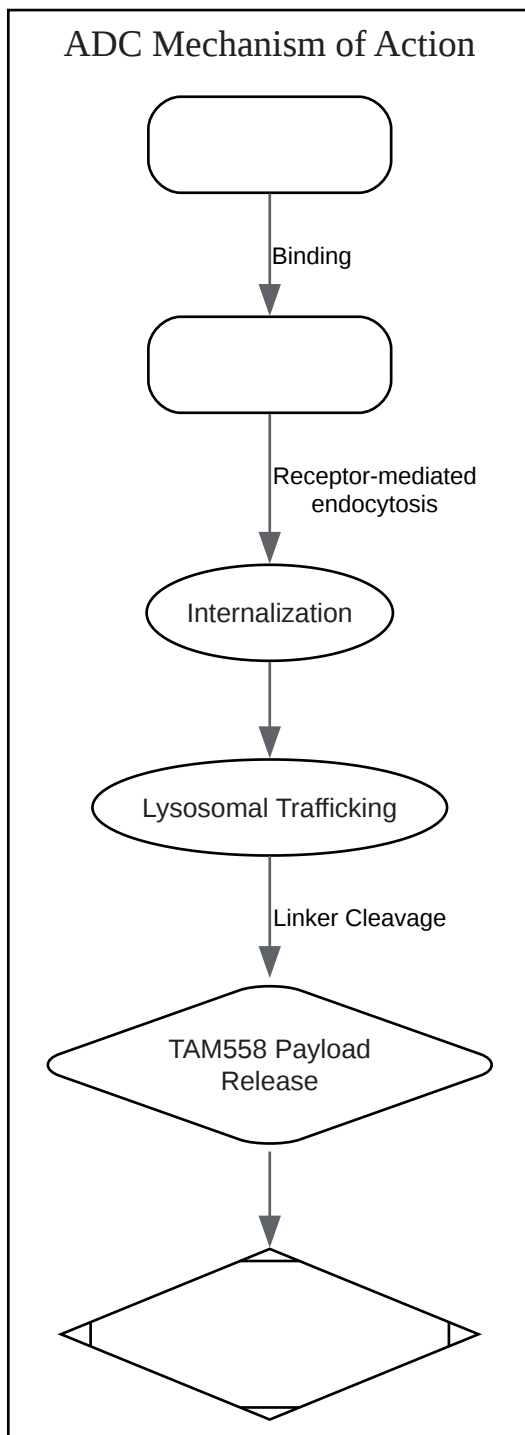 ADC Mechanism of Action
Binding
Receptor-mediated
endocytosis
Internalization
Lysosomal Trafficking
Linker Cleavage
TAM558 Payload
Release